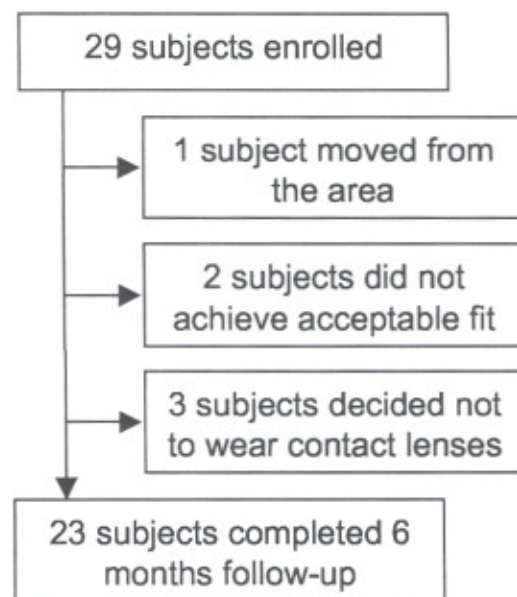 29 subjects enrolled
1 subject moved from
the area
2 subjects did not
achieve acceptable fit
3 subjects decided not
to wear contact lenses
23 subjects completed 6
months follow-up